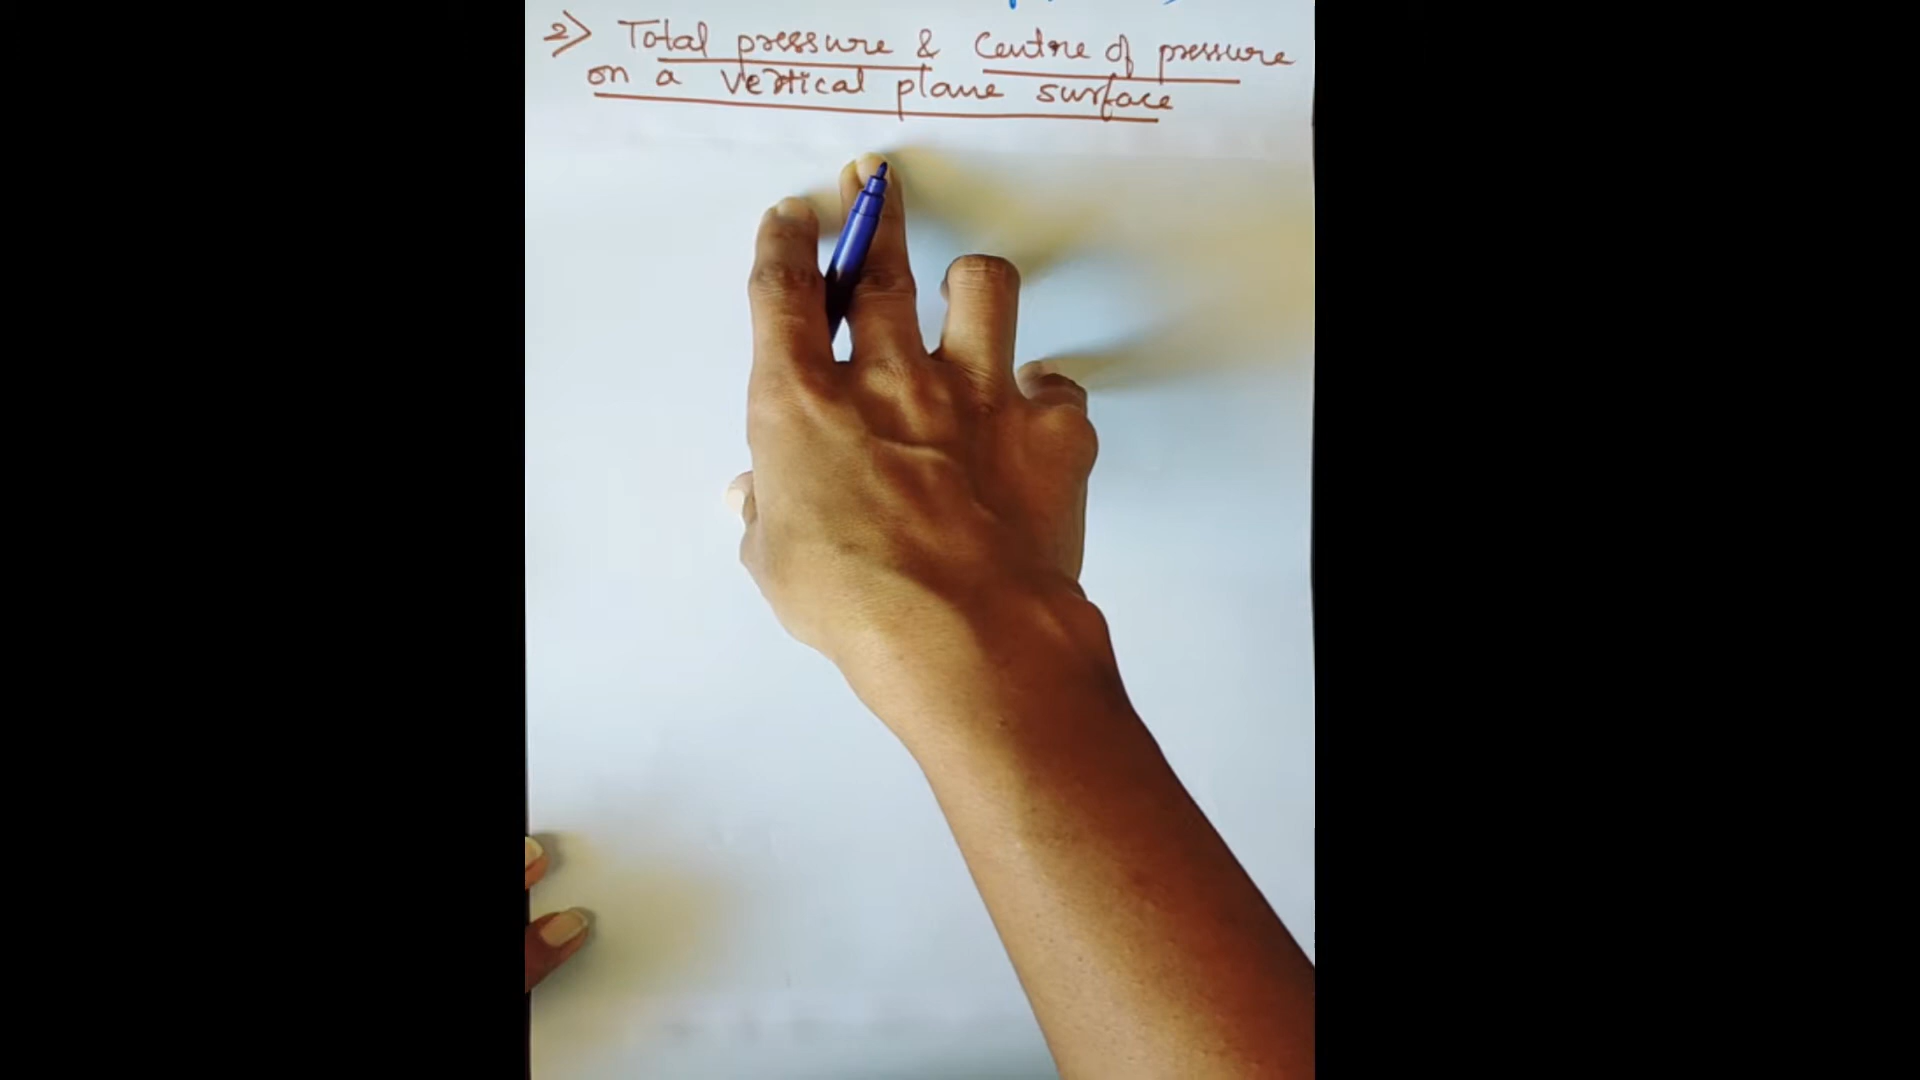 2> Total pressure & Centre of pressure
on a vertical plane surface